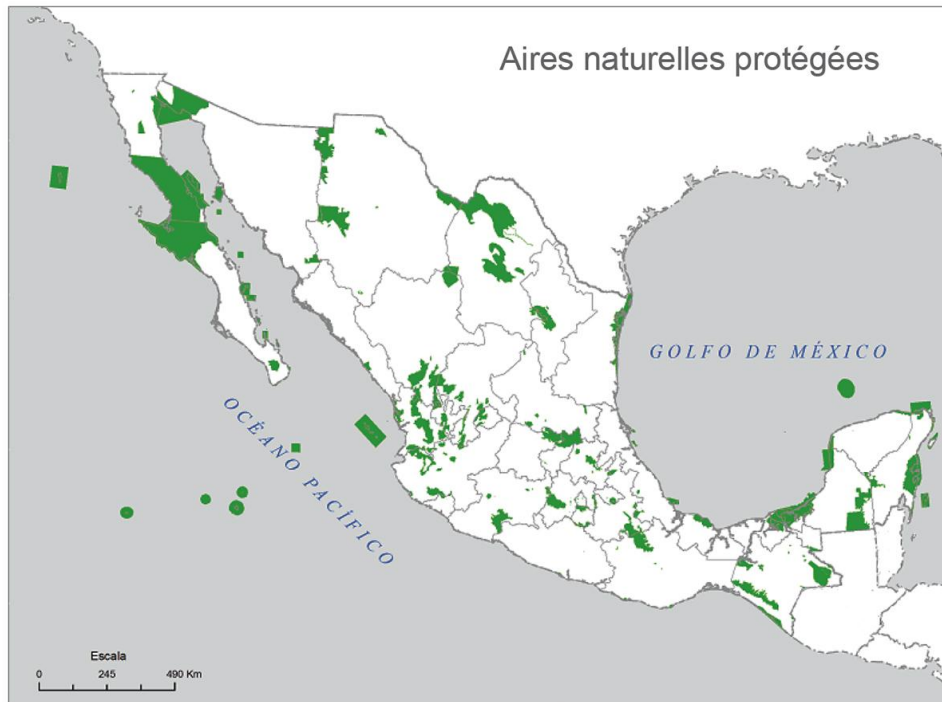 Aires naturelles protégées
GOLFO DE MÉXICO
OCÉANO PACÍFICO
Escala
0 245 490 Km